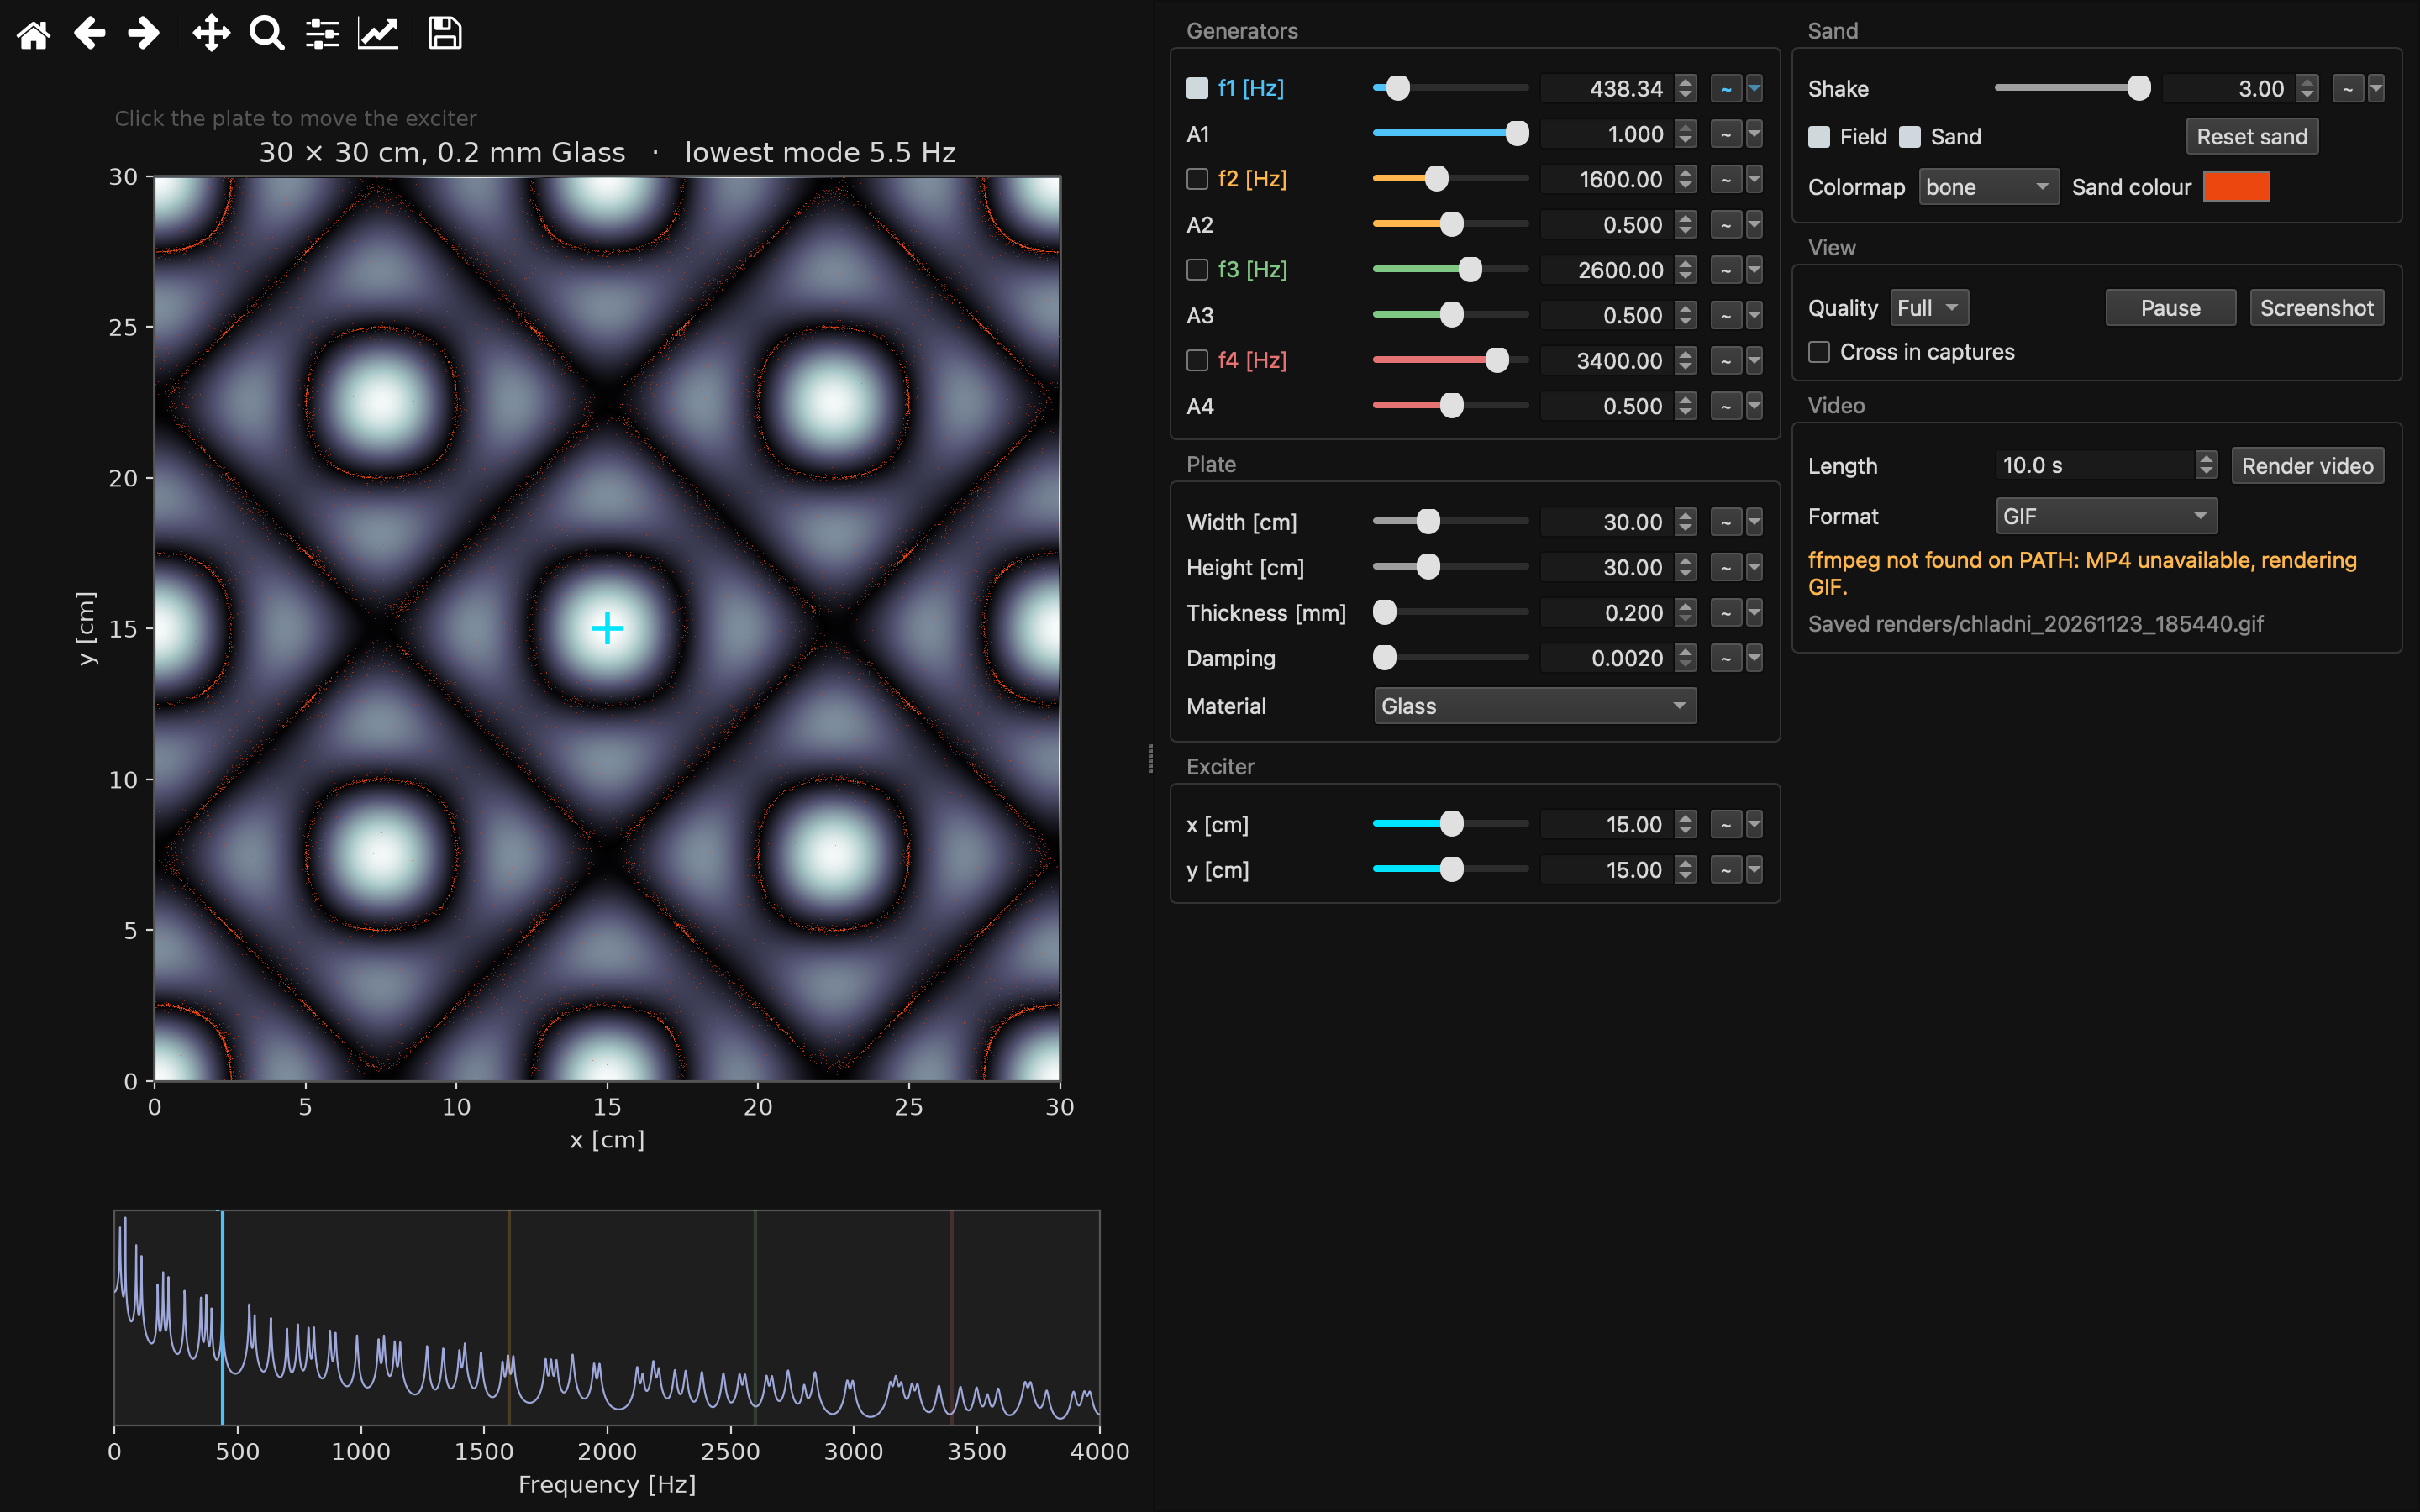 Click the plate to move the exciter
30 × 30 cm, 0.2 mm Glass · lowest mode 5.5 Hz
30
25
20
15
10
5
0
y [cm]
0 5 10 15 20 25 30
x [cm]
0 500 1000 1500 2000 2500 3000 3500 4000
Frequency [Hz]
Generators
f1 [Hz] 438.34 ~
A1 1.000 ~
f2 [Hz] 1600.00 ~
A2 0.500 ~
f3 [Hz] 2600.00 ~
A3 0.500 ~
f4 [Hz] 3400.00 ~
A4 0.500 ~
Plate
Width [cm] 30.00 ~
Height [cm] 30.00 ~
Thickness [mm] 0.200 ~
Damping 0.0020 ~
Material Glass
Exciter
x [cm] 15.00 ~
y [cm] 15.00 ~
Sand
Shake 3.00 ~
Field Sand Reset sand
Colormap bone Sand colour
View
Quality Full Pause Screenshot
Cross in captures
Video
Length 10.0 s Render video
Format GIF
ffmpeg not found on PATH: MP4 unavailable, rendering
GIF.
Saved renders/chladni_20261123_185440.gif